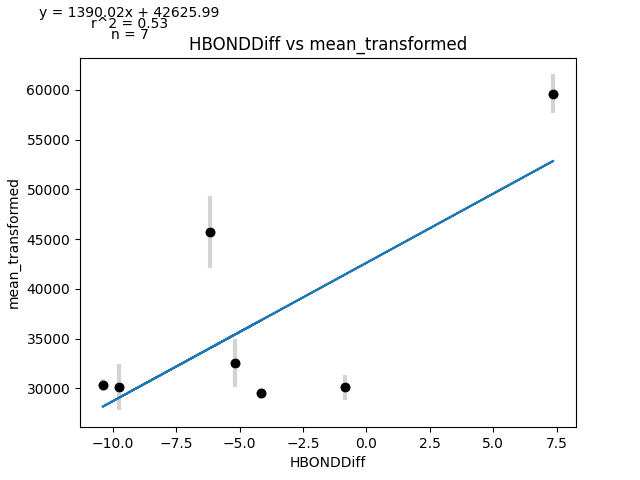 y = 1390.02x + 42625.99
r^2 = 0.53
n = 7
HBONDDiff vs mean_transformed
60000
55000
50000
45000
40000
35000
30000
mean_transformed
−10.0 −7.5 −5.0 −2.5 0.0 2.5 5.0 7.5
HBONDDiff